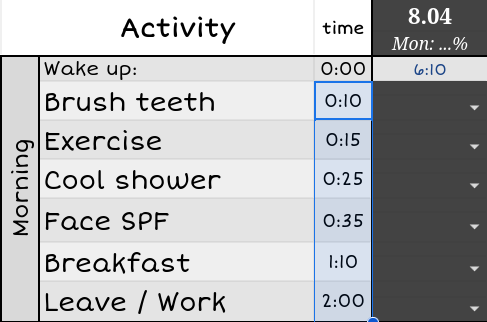 Activity time 8.04
Mon: ...%
Wake up: 0:00 6:10
Morning
Brush teeth 0:10
Exercise 0:15
Cool shower 0:25
Face SPF 0:35
Breakfast 1:10
Leave / Work 2:00